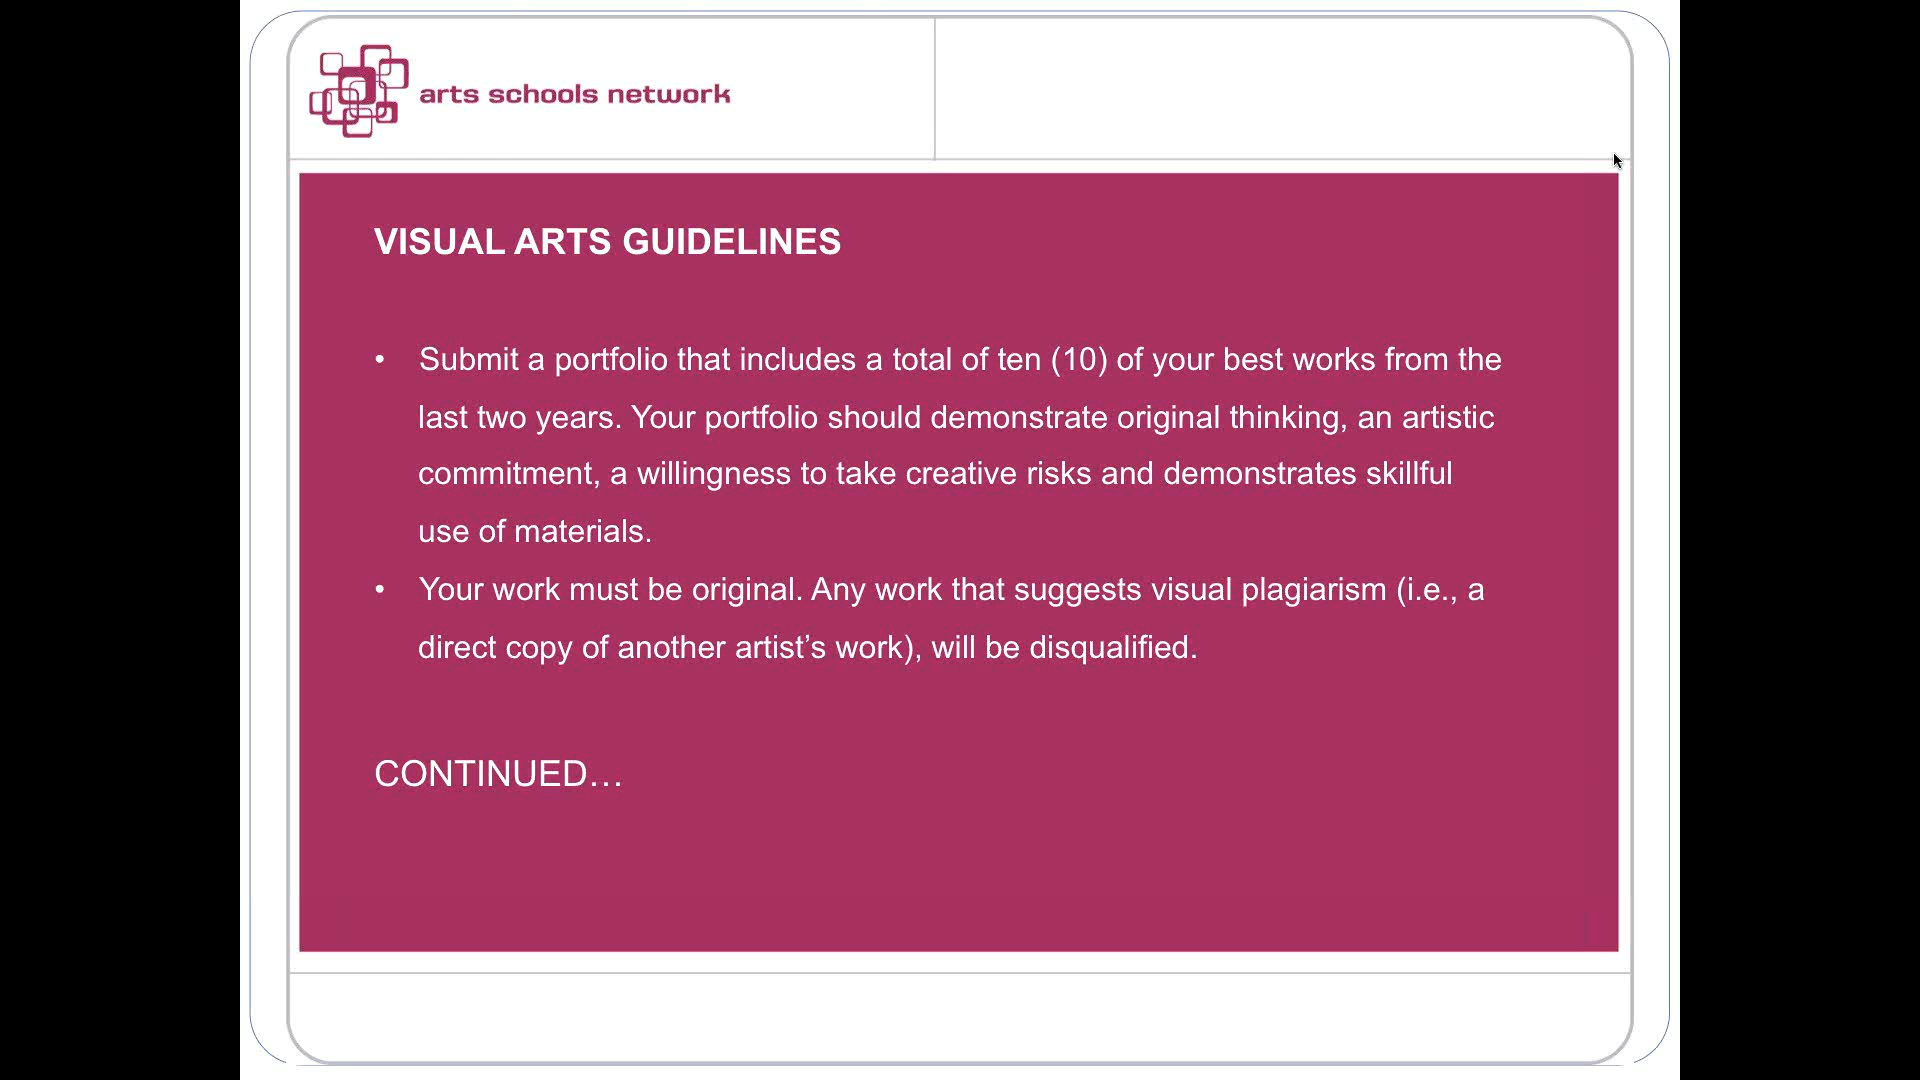 arts schools network
VISUAL ARTS GUIDELINES
• Submit a portfolio that includes a total of ten (10) of your best works from the
last two years. Your portfolio should demonstrate original thinking, an artistic
commitment, a willingness to take creative risks and demonstrates skillful
use of materials.
• Your work must be original. Any work that suggests visual plagiarism (i.e., a
direct copy of another artist’s work), will be disqualified.
CONTINUED…